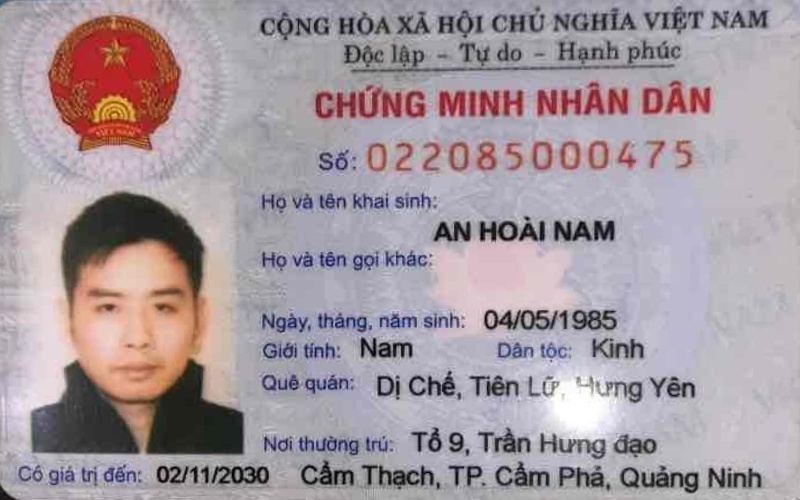 CỘNG HÒA XÃ HỘI CHỦ NGHĨA VIỆT NAM
Độc lập - Tự do - Hạnh phúc
CHỨNG MINH NHÂN DÂN
Số: 022085000475
Họ và tên khai sinh:
AN HOÀI NAM
Họ và tên gọi khác:
Ngày, tháng, năm sinh: 04/05/1985
Giới tính: Nam Dân tộc: Kinh
Quê quán: Dị Chế, Tiên Lữ, Hưng Yên
Nơi thường trú: Tổ 9, Trần Hưng đạo
Có giá trị đến: 02/11/2030 Cẩm Thạch, TP. Cẩm Phả, Quảng Ninh
VIỆT NAM